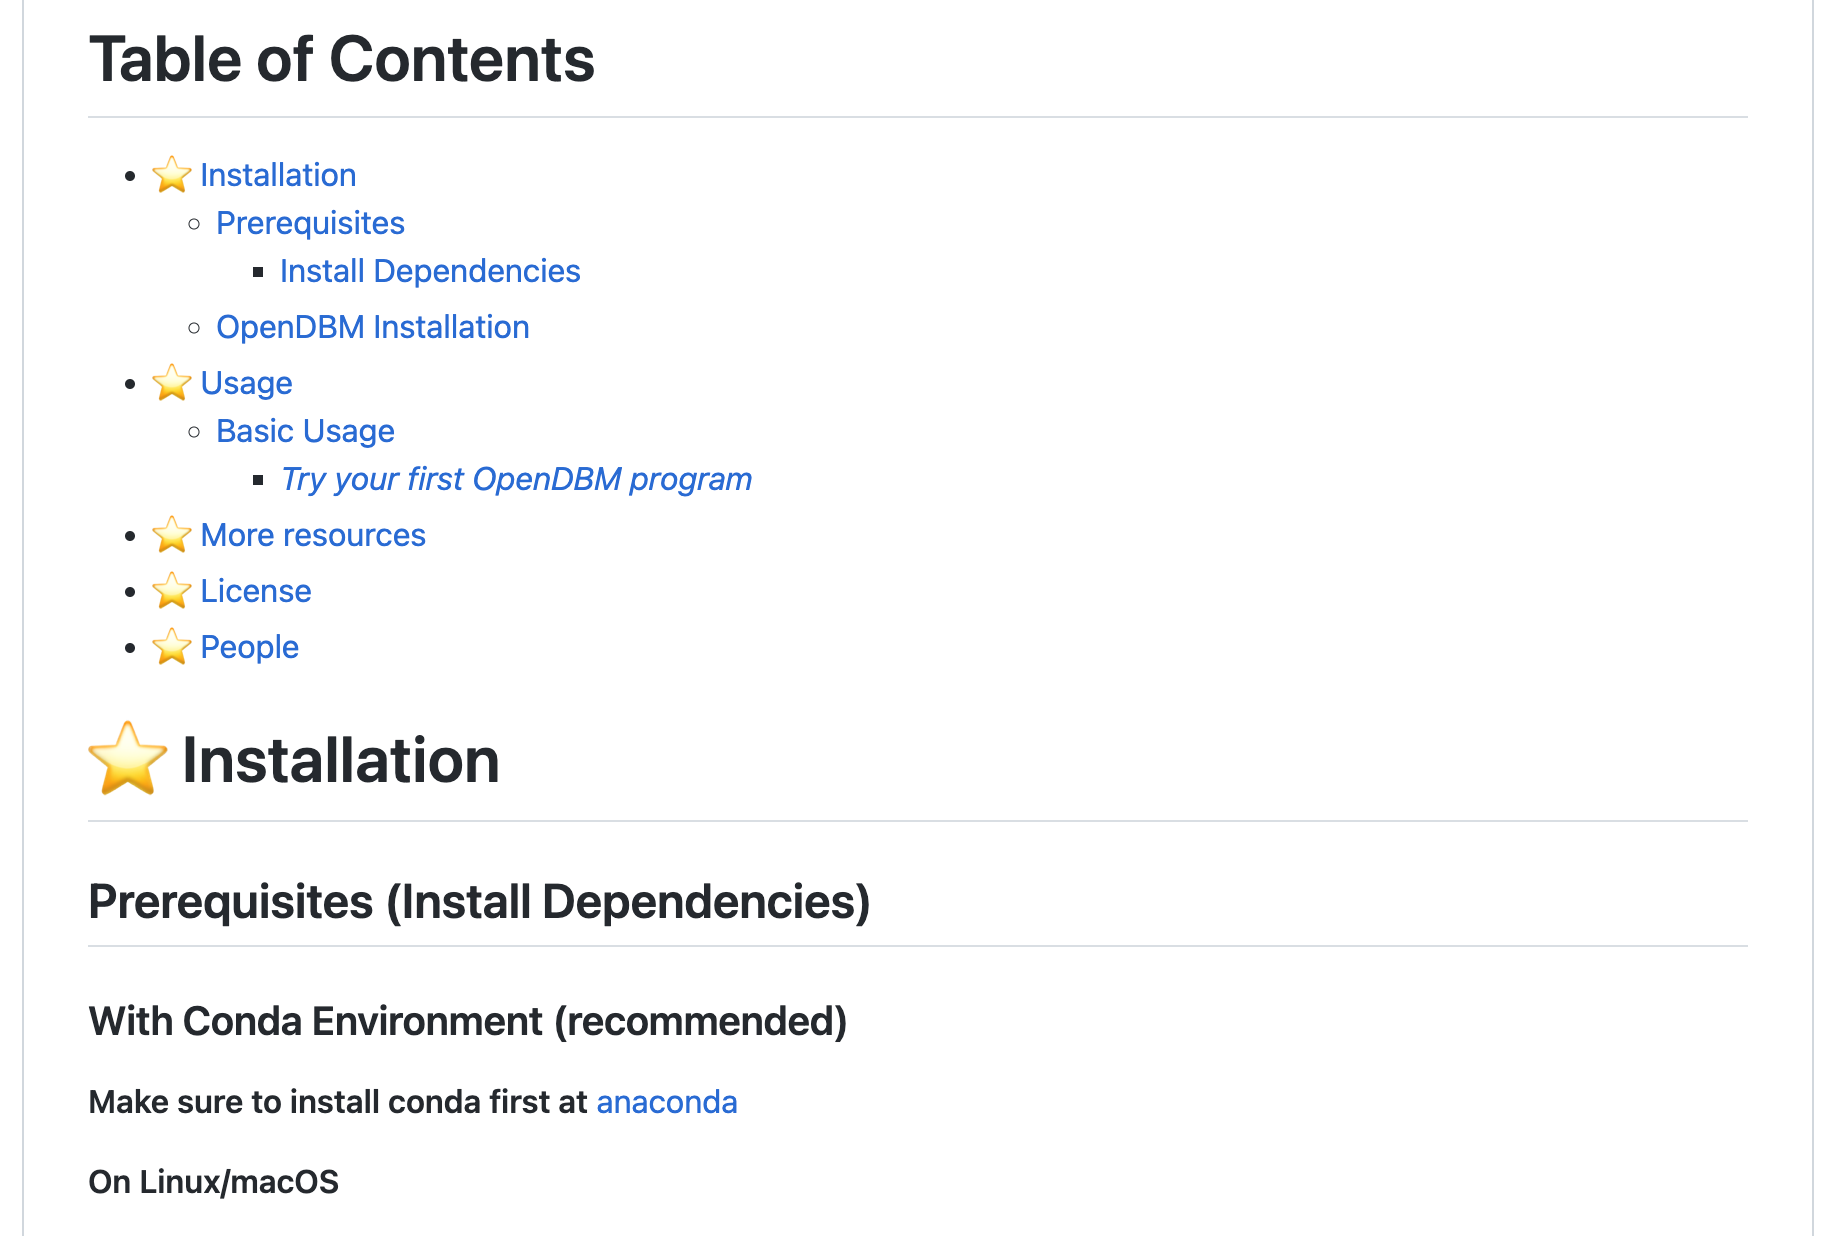 Table of Contents
Installation
Prerequisites
Install Dependencies
OpenDBM Installation
Usage
Basic Usage
Try your first OpenDBM program
More resources
License
People
Installation
Prerequisites (Install Dependencies)
With Conda Environment (recommended)
Make sure to install conda first at anaconda
On Linux/macOS